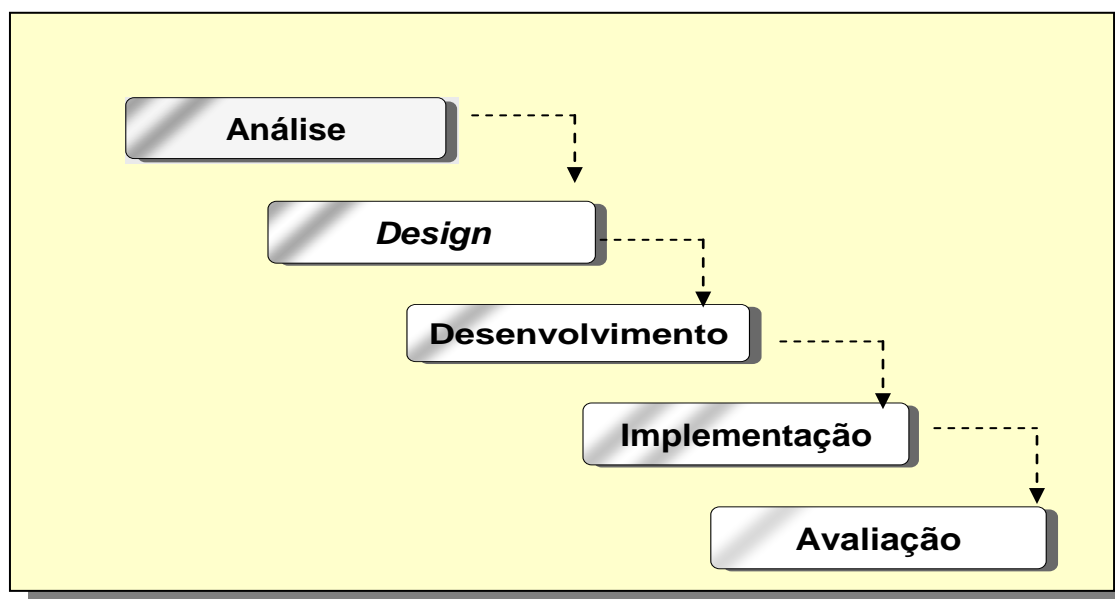 Análise
Design
Desenvolvimento
Implementação
Avaliação